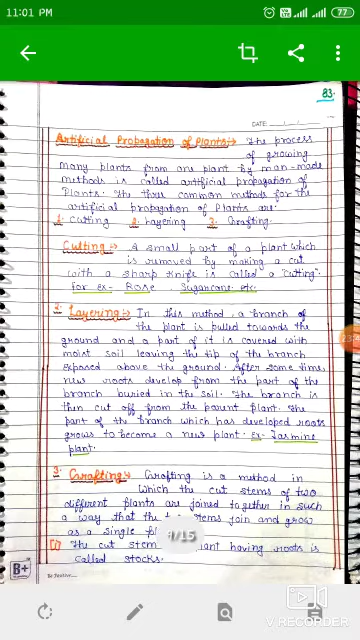 11:01 PM
77
83
DATE
Artificial Propagation of Plants:- The process
of growing
many plants from one plant by man-made
methods is called artificial propagation of
Plants. The three common methods for the
artificial propagation of plants are:
1. Cutting 2. Layering 3. Grafting
Cutting:- A small part of a plant which
is removed by making a cut
with a sharp knife is called a "cutting"
for ex- Rose, Sugarcane etc.
2. Layering:- In this method, a branch of
the plant is pulled towards the
ground and a part of it is covered with
moist soil leaving the tip of the branch
exposed above the ground. After some time,
new roots develop from the part of the
branch buried in the soil. The branch is
then cut off from the parent plant. The
part of the branch which has developed roots
grows to become a new plant. Ex- Jasmine
plant.
3. Grafting:- Grafting is a method in
which the cut stems of two
different plants are joined together in such
a way that the stems join and grow
as a single
9/15
(i) The cut stem having roots is
called stocks.
B+
Be Positive
Made with
V.RECORDER